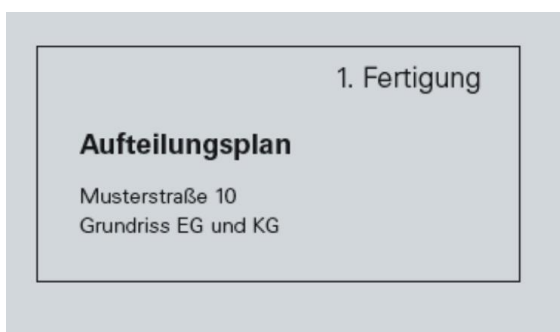 1. Fertigung
Aufteilungsplan
Musterstraße 10
Grundriss EG und KG